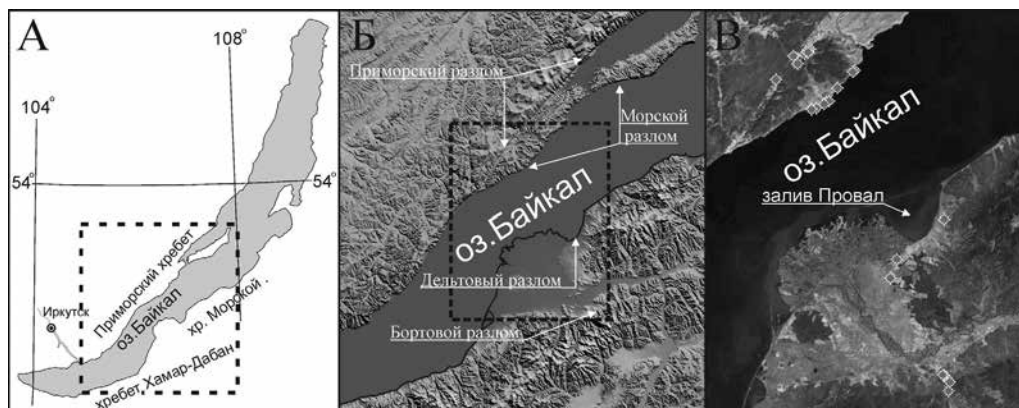 А
108°
104°
54°
54°
Приморский хребет
оз.Байкал
Иркутск
хр. Морской .
хребет Хамар-Дабан
Б
Приморский разлом
Морской
разлом
оз.Байкал
Дельтовый разлом
Бортовой разлом
В
оз.Байкал
залив Провал